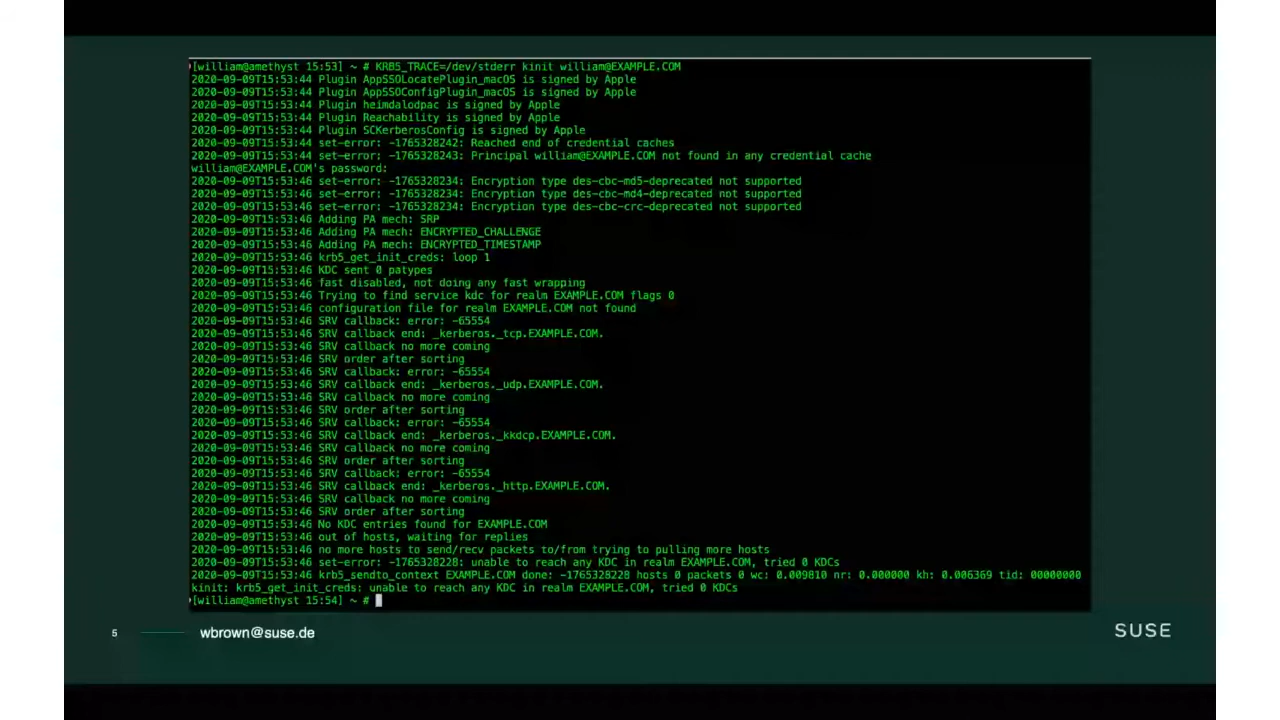 [william@amethyst 15:53] ~ # KRB5_TRACE=/dev/stderr kinit william@EXAMPLE.COM
2020-09-09T15:53:44 Plugin AppSSOLocatePlugin_macOS is signed by Apple
2020-09-09T15:53:44 Plugin AppSSOConfigPlugin_macOS is signed by Apple
2020-09-09T15:53:44 Plugin heimdalodpac is signed by Apple
2020-09-09T15:53:44 Plugin Reachability is signed by Apple
2020-09-09T15:53:44 Plugin SCKerberosConfig is signed by Apple
2020-09-09T15:53:44 set-error: -1765328242: Reached end of credential caches
2020-09-09T15:53:44 set-error: -1765328243: Principal william@EXAMPLE.COM not found in any credential cache
william@EXAMPLE.COM's password:
2020-09-09T15:53:46 set-error: -1765328234: Encryption type des-cbc-md5-deprecated not supported
2020-09-09T15:53:46 set-error: -1765328234: Encryption type des-cbc-md4-deprecated not supported
2020-09-09T15:53:46 set-error: -1765328234: Encryption type des-cbc-crc-deprecated not supported
2020-09-09T15:53:46 Adding PA mech: SRP
2020-09-09T15:53:46 Adding PA mech: ENCRYPTED_CHALLENGE
2020-09-09T15:53:46 Adding PA mech: ENCRYPTED_TIMESTAMP
2020-09-09T15:53:46 krb5_get_init_creds: loop 1
2020-09-09T15:53:46 KDC sent 0 patypes
2020-09-09T15:53:46 fast disabled, not doing any fast wrapping
2020-09-09T15:53:46 Trying to find service kdc for realm EXAMPLE.COM flags 0
2020-09-09T15:53:46 configuration file for realm EXAMPLE.COM not found
2020-09-09T15:53:46 SRV callback: error: -65554
2020-09-09T15:53:46 SRV callback end: _kerberos._tcp.EXAMPLE.COM.
2020-09-09T15:53:46 SRV callback no more coming
2020-09-09T15:53:46 SRV order after sorting
2020-09-09T15:53:46 SRV callback: error: -65554
2020-09-09T15:53:46 SRV callback end: _kerberos._udp.EXAMPLE.COM.
2020-09-09T15:53:46 SRV callback no more coming
2020-09-09T15:53:46 SRV order after sorting
2020-09-09T15:53:46 SRV callback: error: -65554
2020-09-09T15:53:46 SRV callback end: _kerberos._kkdcp.EXAMPLE.COM.
2020-09-09T15:53:46 SRV callback no more coming
2020-09-09T15:53:46 SRV order after sorting
2020-09-09T15:53:46 SRV callback: error: -65554
2020-09-09T15:53:46 SRV callback end: _kerberos._http.EXAMPLE.COM.
2020-09-09T15:53:46 SRV callback no more coming
2020-09-09T15:53:46 SRV order after sorting
2020-09-09T15:53:46 No KDC entries found for EXAMPLE.COM
2020-09-09T15:53:46 out of hosts, waiting for replies
2020-09-09T15:53:46 no more hosts to send/recv packets to/from trying to pulling more hosts
2020-09-09T15:53:46 set-error: -1765328228: unable to reach any KDC in realm EXAMPLE.COM, tried 0 KDCs
2020-09-09T15:53:46 krb5_sendto_context EXAMPLE.COM done: -1765328228 hosts 0 packets 0 wc: 0.009810 nr: 0.000000 kh: 0.006369 tid: 00000000
kinit: krb5_get_init_creds: unable to reach any KDC in realm EXAMPLE.COM, tried 0 KDCs
[william@amethyst 15:54] ~ #
5
wbrown@suse.de
SUSE